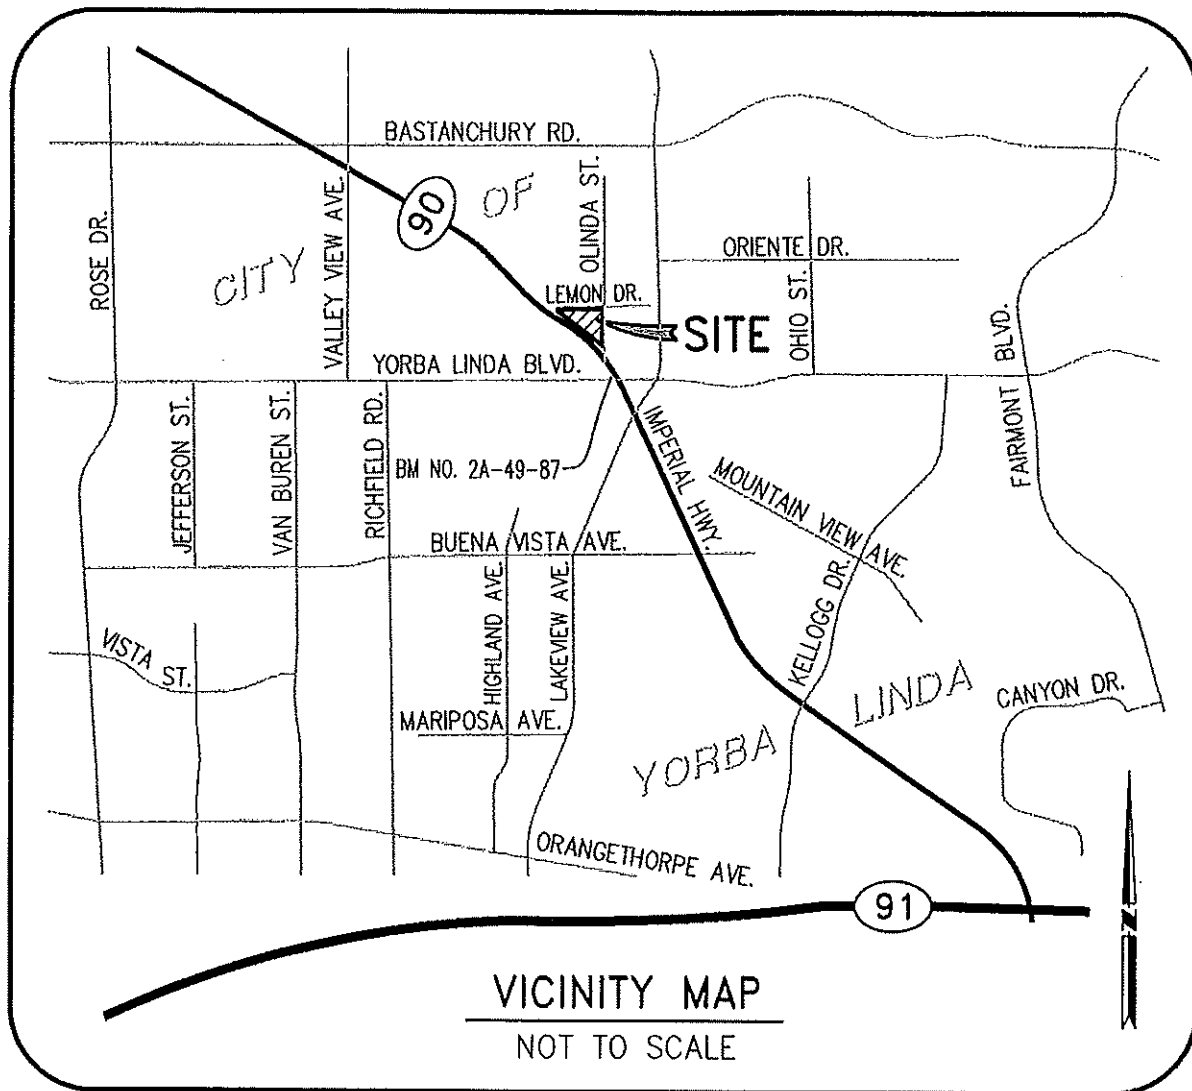 BASTANCHURY RD.
ROSE DR.
VALLEY VIEW AVE.
90
OLINDA ST.
CITY OF
ORIENTE DR.
LEMON DR.
OHIO ST.
SITE
YORBA LINDA BLVD.
FAIRMONT BLVD.
JEFFERSON ST.
VAN BUREN ST.
RICHFIELD RD.
BM NO. 2A-49-87
IMPERIAL HWY.
MOUNTAIN VIEW AVE.
BUENA VISTA AVE.
HIGHLAND AVE.
LAKEVIEW AVE.
KELLOGG DR.
VISTA ST.
YORBA LINDA
CANYON DR.
MARIPOSA AVE.
ORANGETHORPE AVE.
91
N
VICINITY MAP
NOT TO SCALE